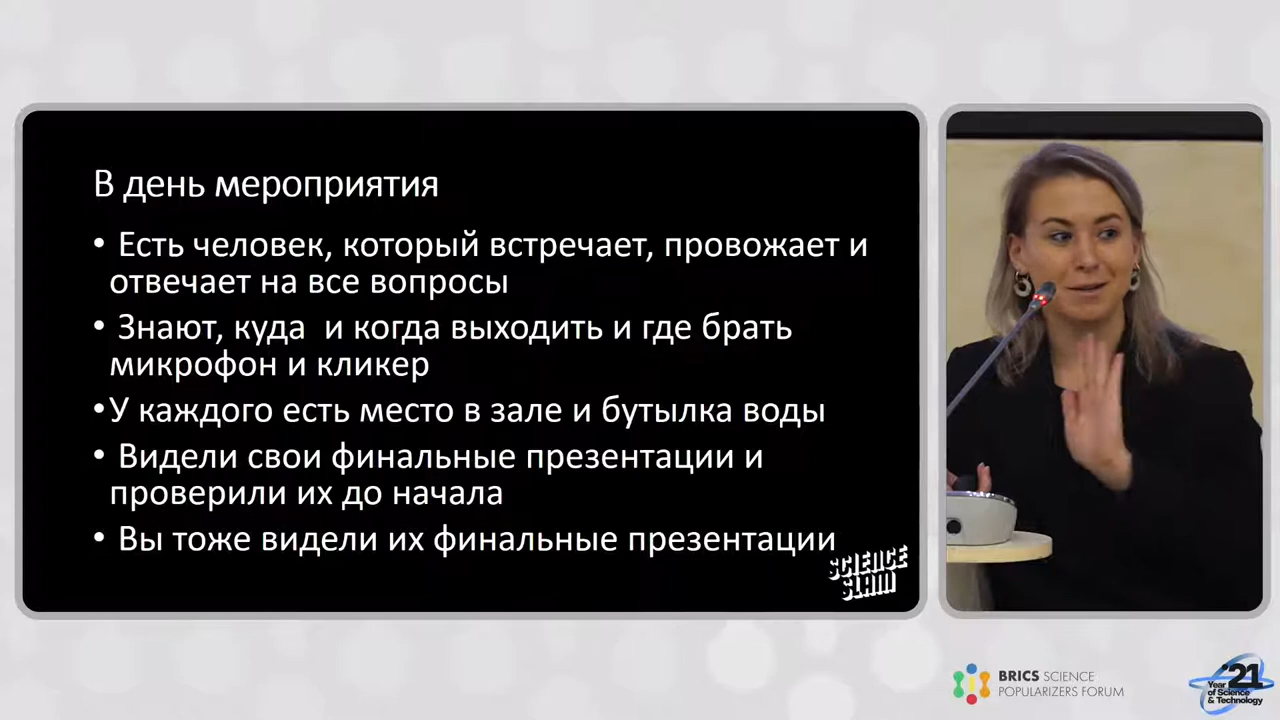 В день мероприятия
• Есть человек, который встречает, провожает и
отвечает на все вопросы
• Знают, куда  и когда выходить и где брать
микрофон и кликер
•У каждого есть место в зале и бутылка воды
• Видели свои финальные презентации и
проверили их до начала
• Вы тоже видели их финальные презентации
SCIENCE
SLAM
BRICS SCIENCE
POPULARIZERS FORUM
'21
Year
of Science
& Technology